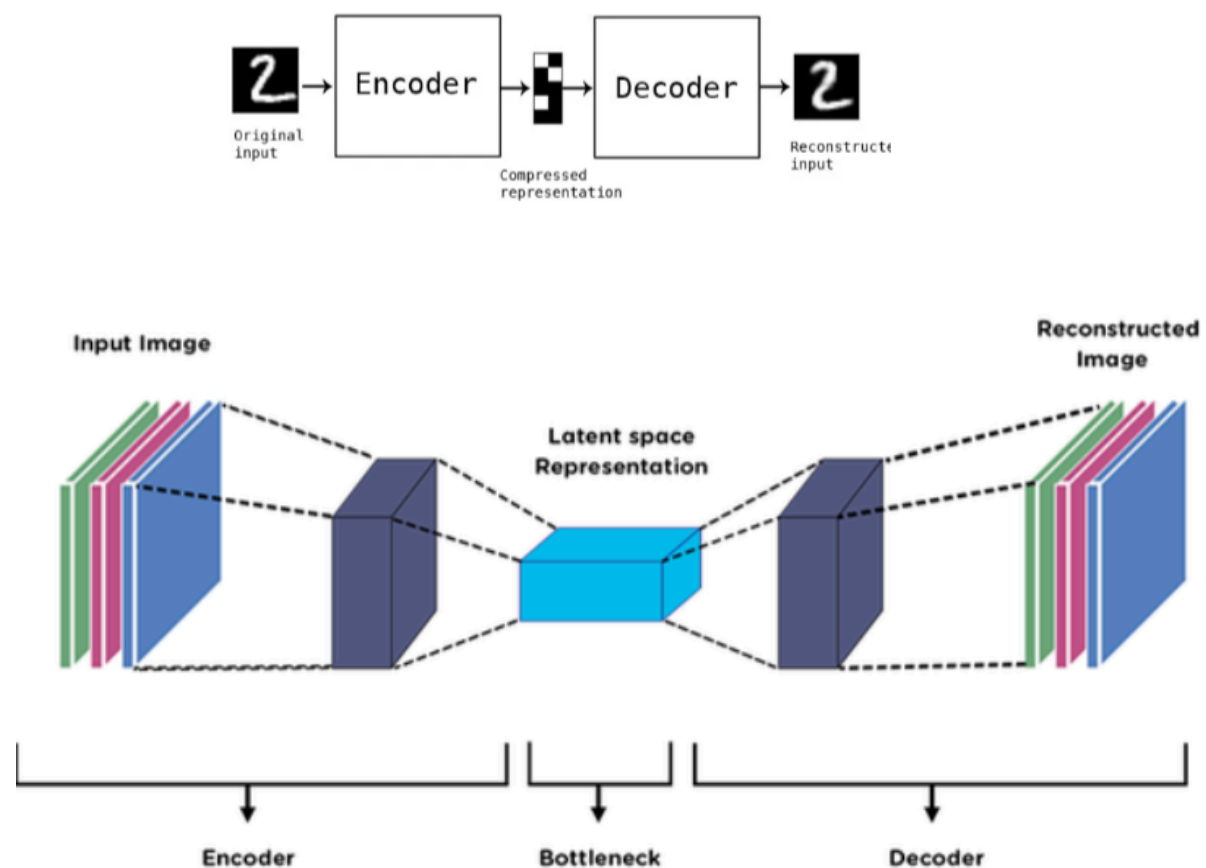 Encoder
Decoder
Original
input
Compressed
representation
Reconstructe
input
Input Image
Reconstructed
Image
Latent space
Representation
Encoder
Bottleneck
Decoder